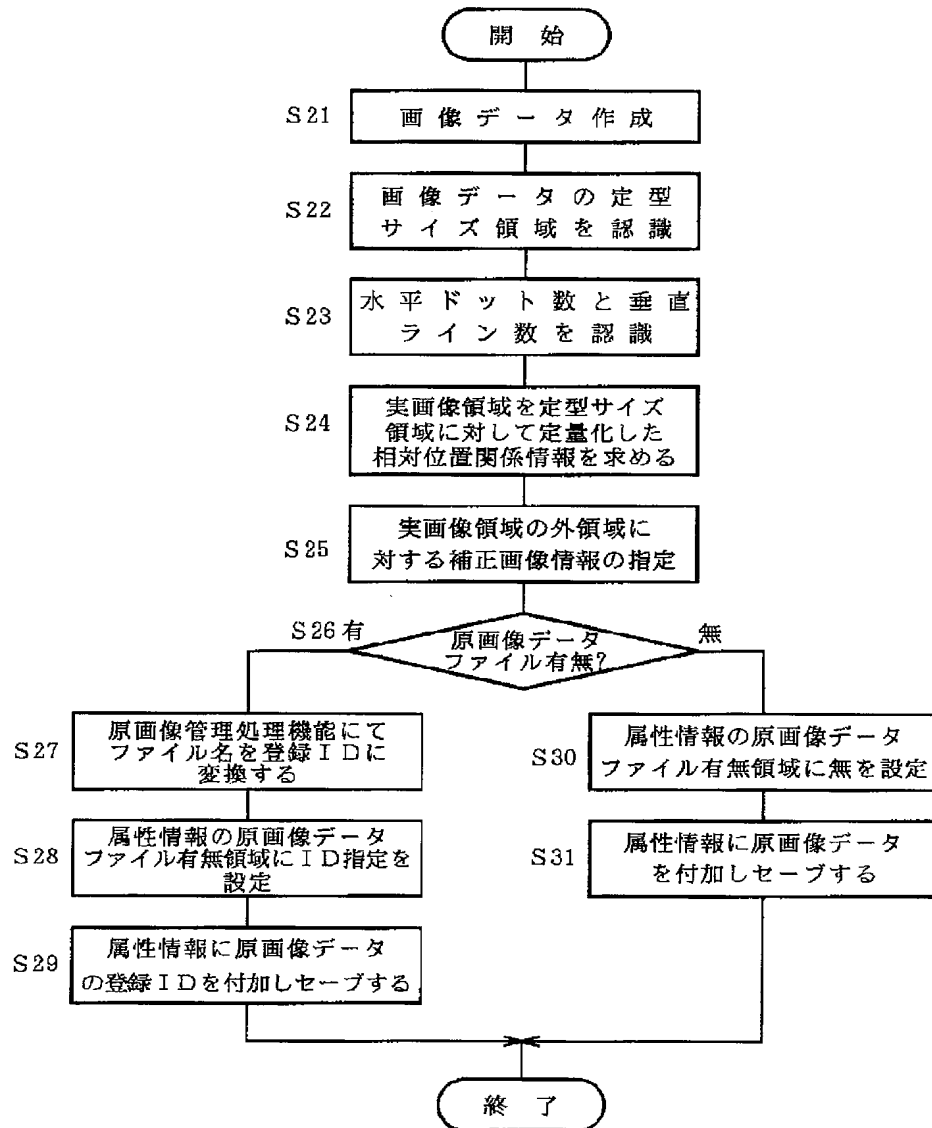 開 始
S21
画 像 デ ー タ 作 成
S22
画 像 デ ー タ の 定 型
サ イ ズ 領 域 を 認 識
S23
水 平 ド ッ ト 数 と 垂 直
ラ イ ン 数 を 認 識
S24
実画像領域を定型サイズ
領域に対して定量化した
相対位置関係情報を求める
S25
実画像領域の外領域に
対する補正画像情報の指定
S26 有
原画像データ
ファイル有無?
無
S27
原画像管理処理機能にて
ファイル名を登録IDに
変換する
S28
属性情報の原画像データ
ファイル有無領域にID指定を
設定
S29
属性情報に原画像データ
の登録IDを付加しセーブする
S30
属性情報の原画像データ
ファイル有無領域に無を設定
S31
属性情報に原画像データ
を付加しセーブする
終 了